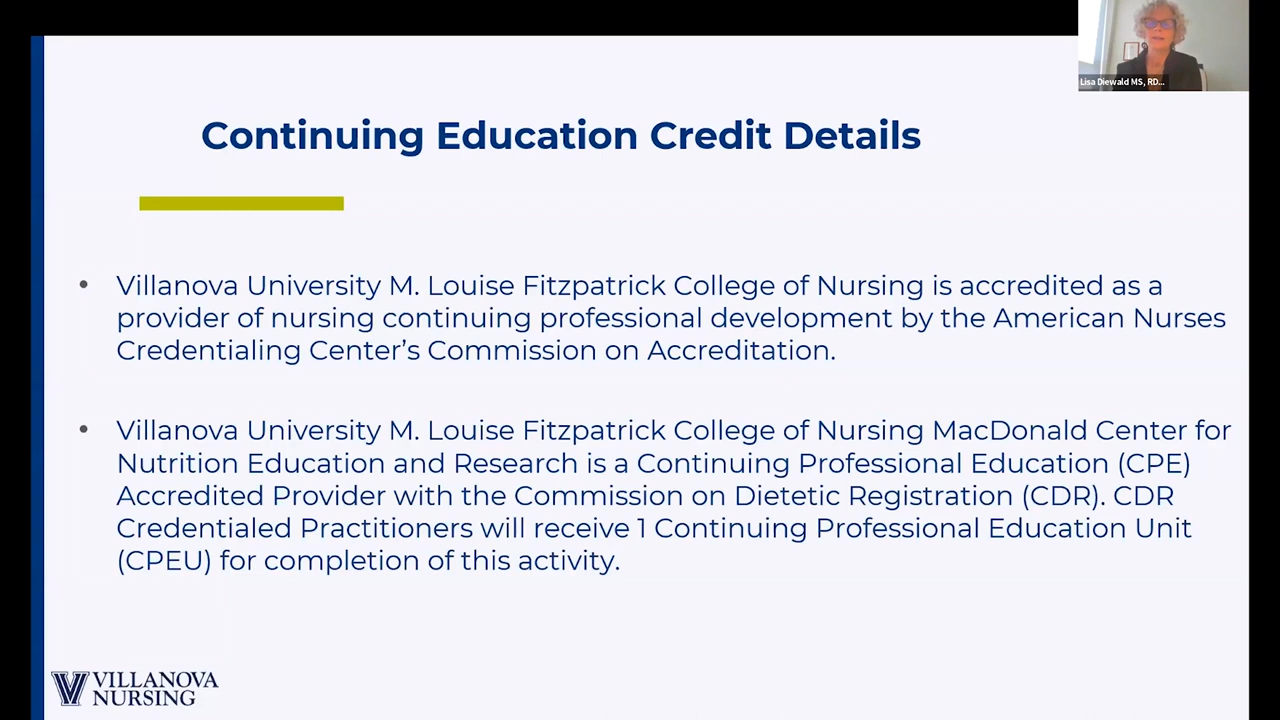 Lisa Diewald MS, RD...
Continuing Education Credit Details
• Villanova University M. Louise Fitzpatrick College of Nursing is accredited as a
provider of nursing continuing professional development by the American Nurses
Credentialing Center’s Commission on Accreditation.
• Villanova University M. Louise Fitzpatrick College of Nursing MacDonald Center for
Nutrition Education and Research is a Continuing Professional Education (CPE)
Accredited Provider with the Commission on Dietetic Registration (CDR). CDR
Credentialed Practitioners will receive 1 Continuing Professional Education Unit
(CPEU) for completion of this activity.
VILLANOVA
NURSING